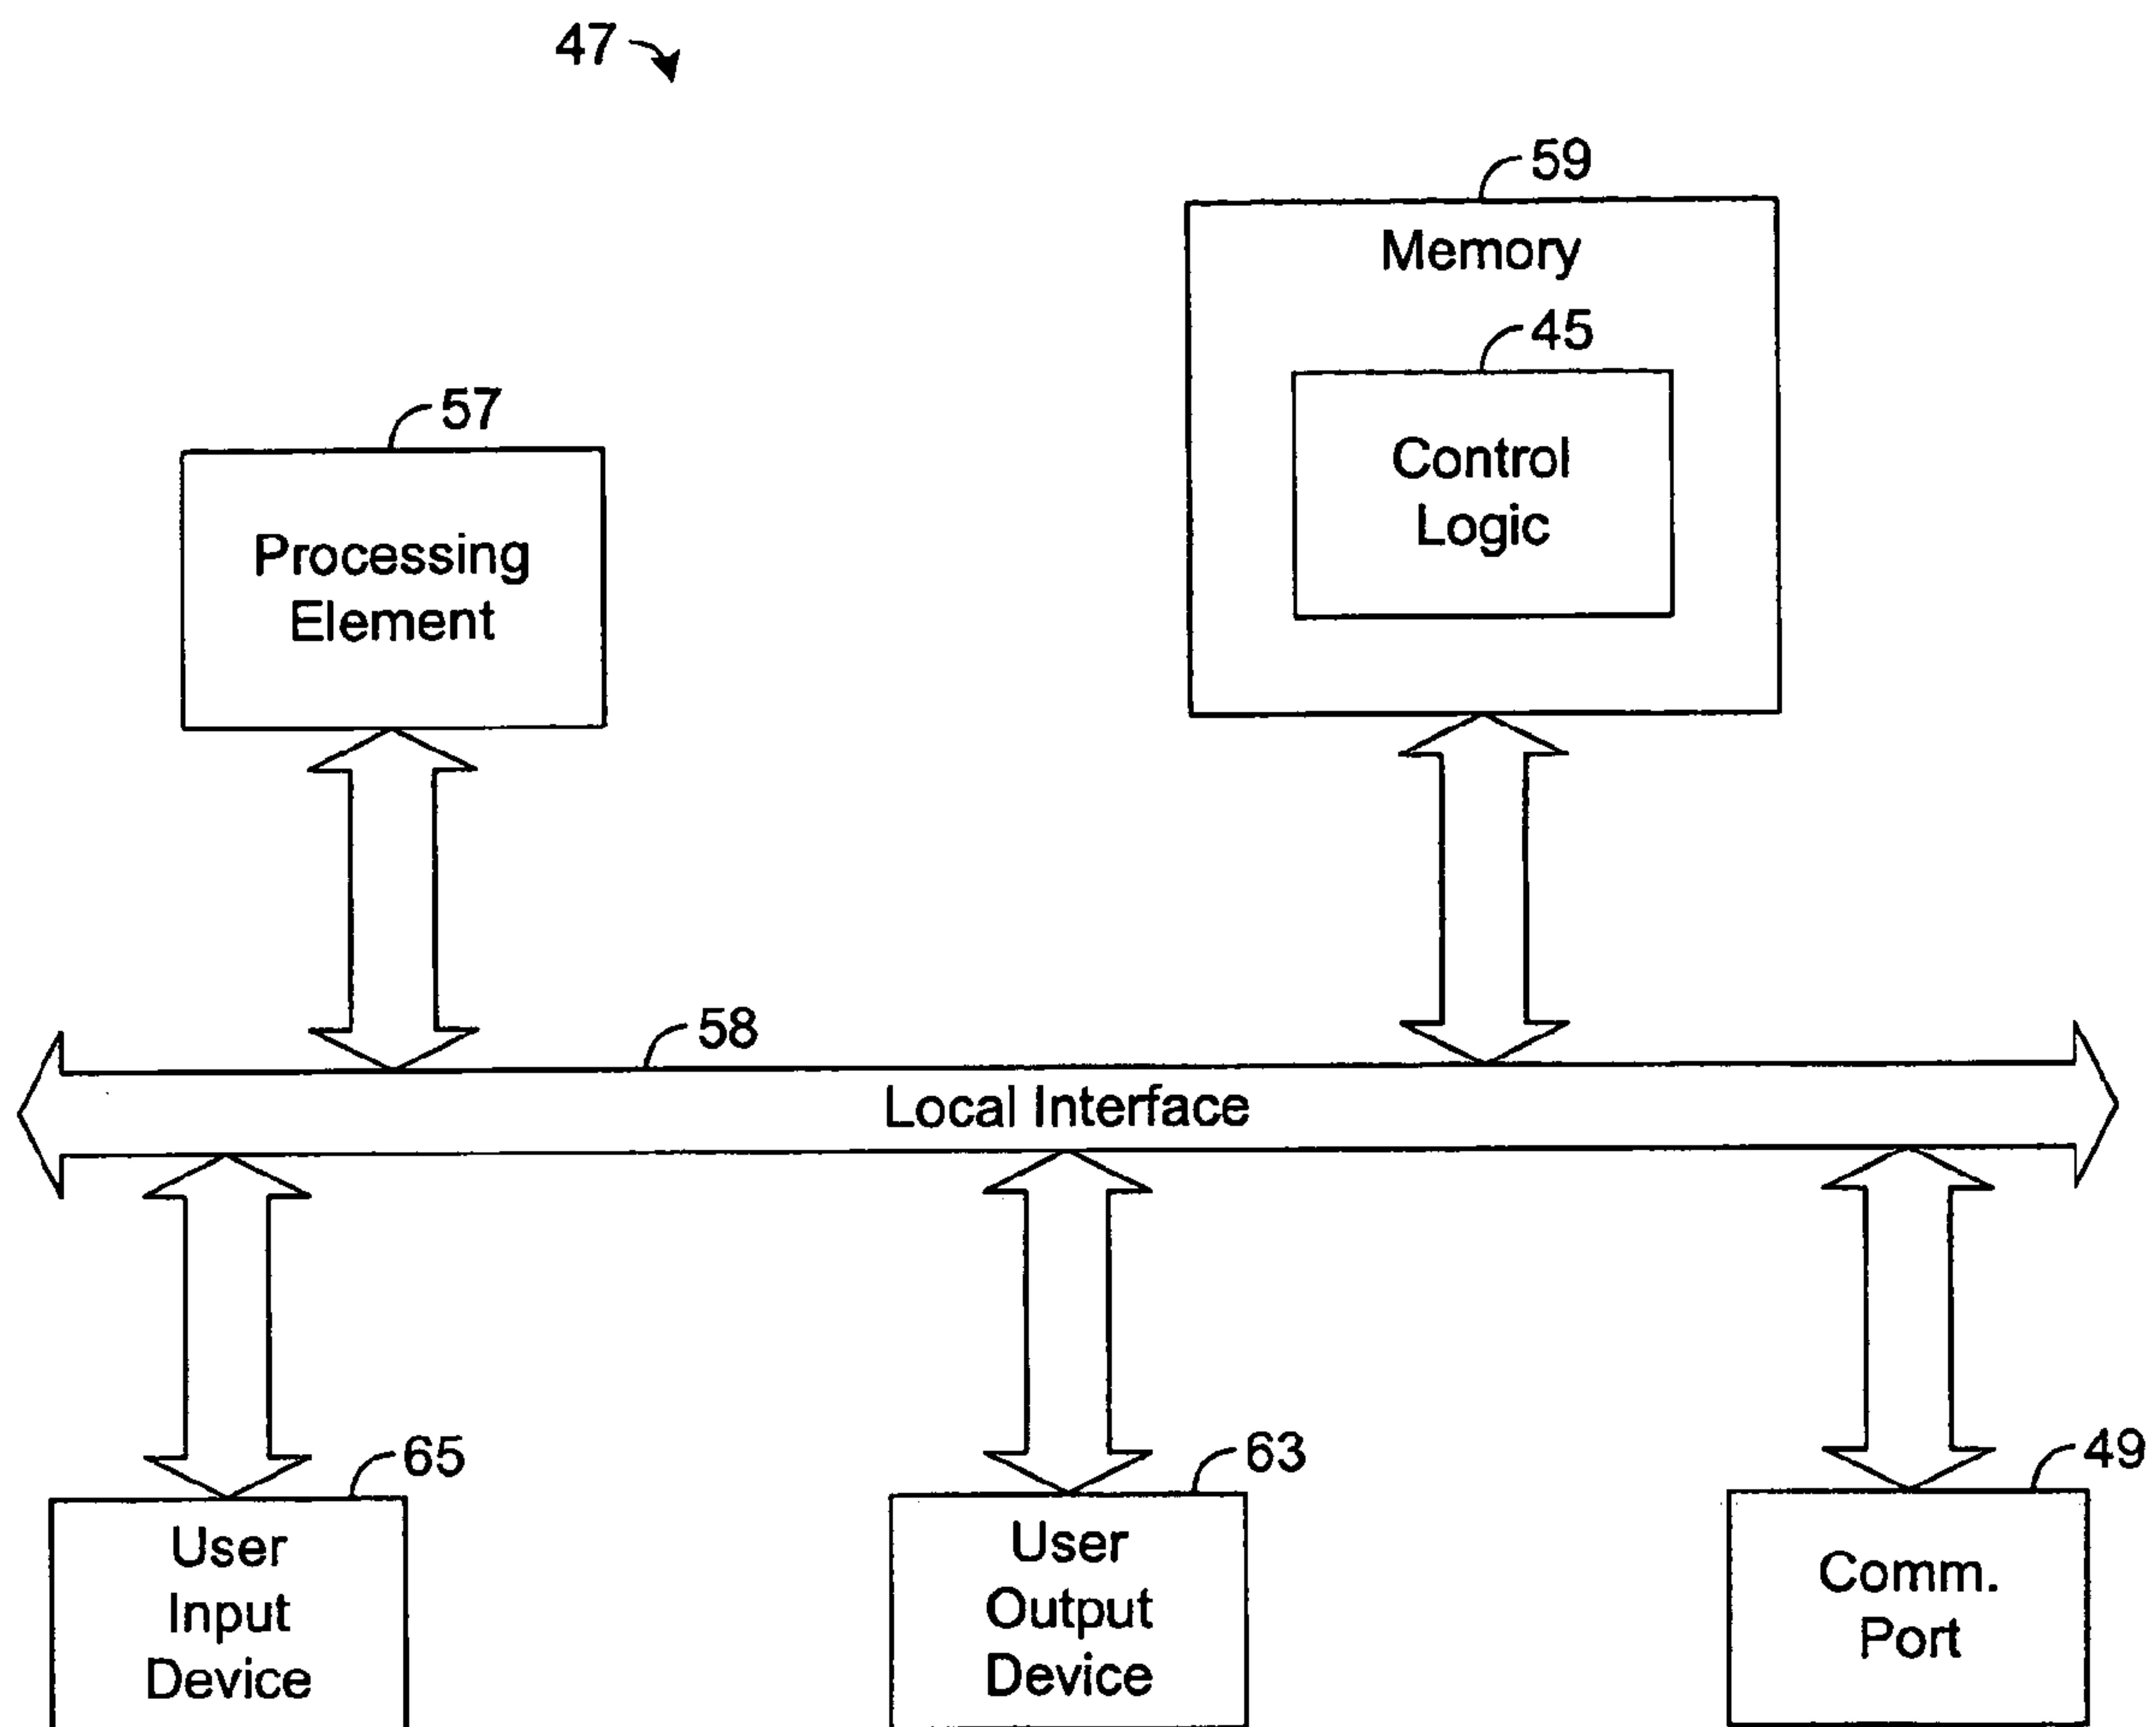 47
59
Memory
45
Control
Logic
57
Processing
Element
58
Local Interface
65
User
Input
Device
63
User
Output
Device
49
Comm.
Port